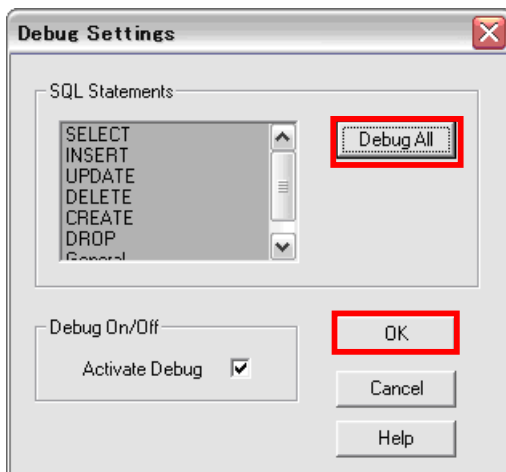 Debug Settings
SQL Statements
SELECT
INSERT
UPDATE
DELETE
CREATE
DROP
General
Debug All
Debug On/Off
Activate Debug
OK
Cancel
Help